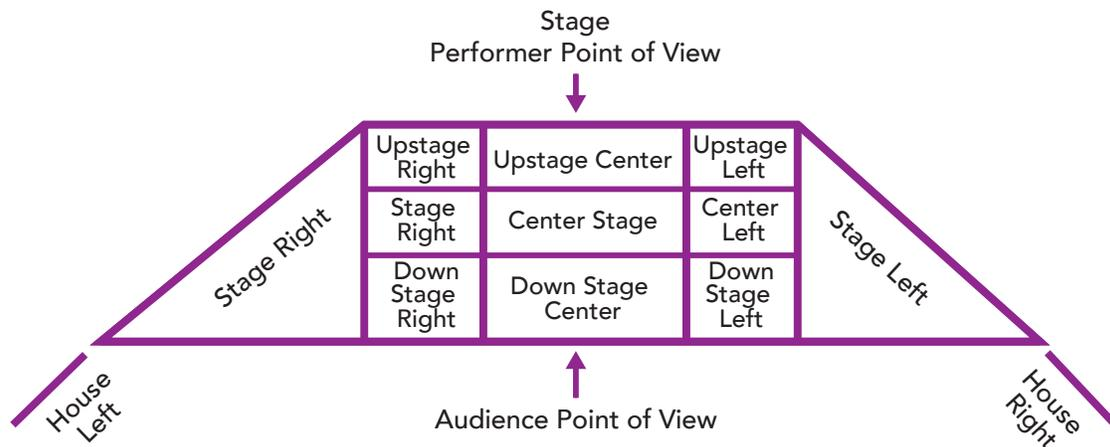 Stage
Performer Point of View
Upstage
Right
Upstage Center
Upstage
Left
Stage
Right
Center Stage
Center
Left
Down
Stage
Right
Down Stage
Center
Down
Stage
Left
Stage Right
Stage Left
House
Left
Audience Point of View
House
Right